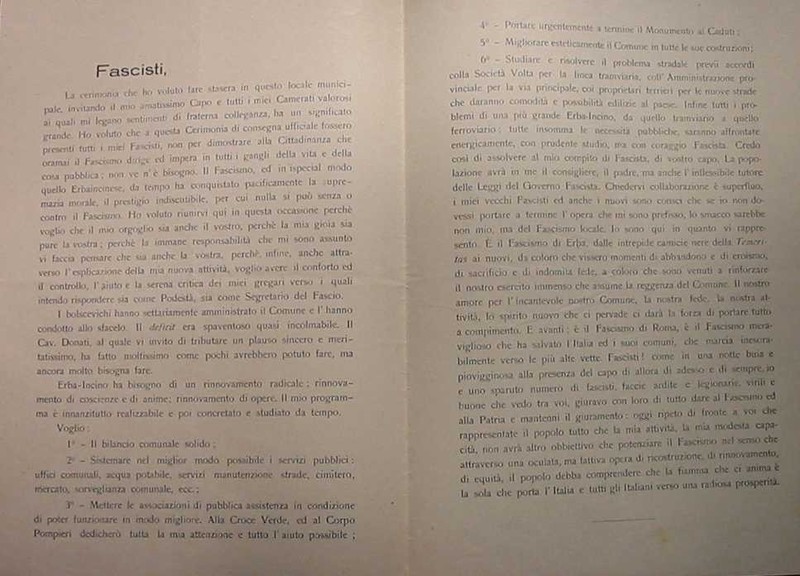 Fascisti,
La cerimonia che ho voluto fare stasera in questo locale munici-
pale, invitando il mio amatissimo Capo e tutti i miei Camerati valorosi
ai quali mi legano sentimenti di fraterna colleganza, ha un significato
grande. Ho voluto che a questa Cerimonia di consegna ufficiale fossero
presenti tutti i miei Fascisti, non per dimostrare alla Cittadinanza che
oramai il Fascismo dirige ed impera in tutti i gangli della vita e della
cosa pubblica; non ve n'è bisogno. Il Fascismo, ed in ispecial modo
quello Erbaincinese, da tempo ha conquistato pacificamente la supre-
mazia morale, il prestigio indiscutibile, per cui nulla si può senza o
contro il Fascismo. Ho voluto riunirvi qui in questa occasione perchè
voglio che il mio orgoglio sia anche il vostro, perchè la mia gioia sia
pure la vostra; perchè la immane responsabilità che mi sono assunto
vi faccia pensare che sia anche la vostra, perchè, infine, anche attra-
verso l'esplicazione della mia nuova attività, voglio avere il conforto ed
il controllo, l'aiuto e la serena critica dei miei gregari verso i quali
intendo rispondere sia come Podestà, sia come Segretario del Fascio.
I bolscevichi hanno settariamente amministrato il Comune e l'hanno
condotto allo sfacelo. Il deficit era spaventoso quasi incolmabile. Il
Cav. Donati, al quale vi invito di tributare un plauso sincero e meri-
tatissimo, ha fatto moltissimo come pochi avrebbero potuto fare, ma
ancora molto bisogna fare.
Erba-Incino ha bisogno di un rinnovamento radicale; rinnova-
mento di coscienze e di anime; rinnovamento di opere. Il mio program-
ma è innanzitutto realizzabile e poi concretato e studiato da tempo.
Voglio:
1° - Il bilancio comunale solido;
2° - Sistemare nel miglior modo possibile i servizi pubblici:
uffici comunali, acqua potabile, servizi manutenzione strade, cimitero,
mercato, sorveglianza comunale, ecc.;
3° - Mettere le associazioni di pubblica assistenza in condizione
di poter funzionare in modo migliore. Alla Croce Verde, ed al Corpo
Pompieri dedicherò tutta la mia attenzione e tutto l'aiuto possibile;
4° - Portare urgentemente a termine il Monumento ai Caduti;
5° - Migliorare esteticamente il Comune in tutte le sue costruzioni;
6° - Studiare e risolvere il problema stradale previi accordi
colla Società Volta per la linea tramviaria, coll'Amministrazione pro-
vinciale per la via principale, coi proprietari terrieri per le nuove strade
che daranno comodità e possibilità edilizie al paese. Infine tutti i pro-
blemi di una più grande Erba-Incino, da quello tramviario a quello
ferroviario; tutte insomma le necessità pubbliche, saranno affrontate
energicamente, con prudente studio, ma con coraggio Fascista. Credo
così di assolvere al mio compito di Fascista, di vostro capo. La popo-
lazione avrà in me il consigliere, il padre, ma anche l'inflessibile tutore
delle Leggi del Governo Fascista. Chiedervi collaborazione è superfluo,
i miei vecchi Fascisti ed anche i nuovi sono consci che se io non do-
vessi portare a termine l'opera che mi sono prefisso, lo smacco sarebbe
non mio, ma del Fascismo locale. Io sono qui in quanto vi rappre-
sento. È il Fascismo di Erba, dalle intrepide camicie nere della
ai nuovi, da coloro che vissero momenti di abbandono e di eroismo,
di sacrificio e di indomita fede, a coloro che sono venuti a rinforzare
il nostro esercito immenso che assume la reggenza del Comune. Il nostro
amore per l'incantevole nostro Comune, la nostra fede, la nostra at-
tività, lo spirito nuovo che ci pervade ci darà la forza di portare tutto
a compimento. E avanti: è il Fascismo di Roma, è il Fascismo mera-
viglioso che ha salvato l'Italia ed i suoi comuni, che marcia inesora-
bilmente verso le più alte vette. Fascisti! come in una notte buia e
piovigginosa alla presenza del capo di allora di adesso e di sempre, io
e uno sparuto numero di fascisti, faccie ardite e legionarie, virili e
buone che vedo tra voi, giuravo con loro di tutto dare al Fascismo ed
alla Patria e mantenni il giuramento; oggi ripeto di fronte a voi che
rappresentate il popolo tutto che la mia attività, la mia modesta capa-
cità, non avrà altro obbiettivo che potenziare il Fascismo nel senso che
attraverso una oculata, ma fattiva opera di ricostruzione, di rinnovamento,
di equità, il popolo debba comprendere che la fiamma che ci anima è
la sola che porta l'Italia e tutti gli Italiani verso una radiosa prosperità.